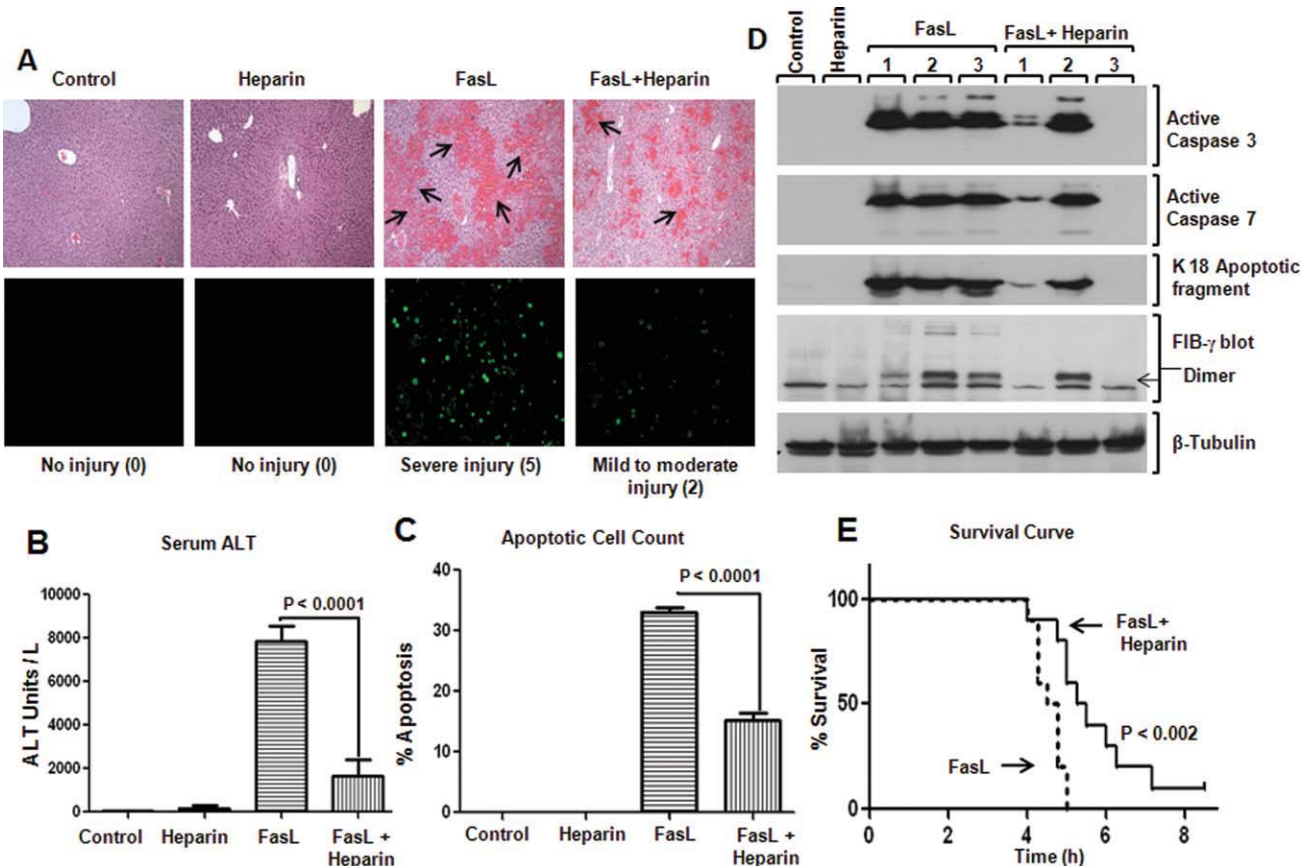 A
Control
Heparin
FasL
FasL+Heparin
No injury (0)
No injury (0)
Severe injury (5)
Mild to moderate
injury (2)
B
Serum ALT
ALT Units / L
10000
8000
6000
4000
2000
0
P < 0.0001
Control
Heparin
FasL
FasL +
Heparin
C
Apoptotic Cell Count
% Apoptosis
40
30
20
10
0
P < 0.0001
Control
Heparin
FasL
FasL +
Heparin
D
Control
Heparin
FasL
FasL+ Heparin
1 2 3 1 2 3
Active
Caspase 3
Active
Caspase 7
K18 Apoptotic
fragment
FIB-γ blot
Dimer
β-Tubulin
E
Survival Curve
% Survival
100
50
0
FasL+
Heparin
P < 0.002
FasL
0 2 4 6 8
Time (h)